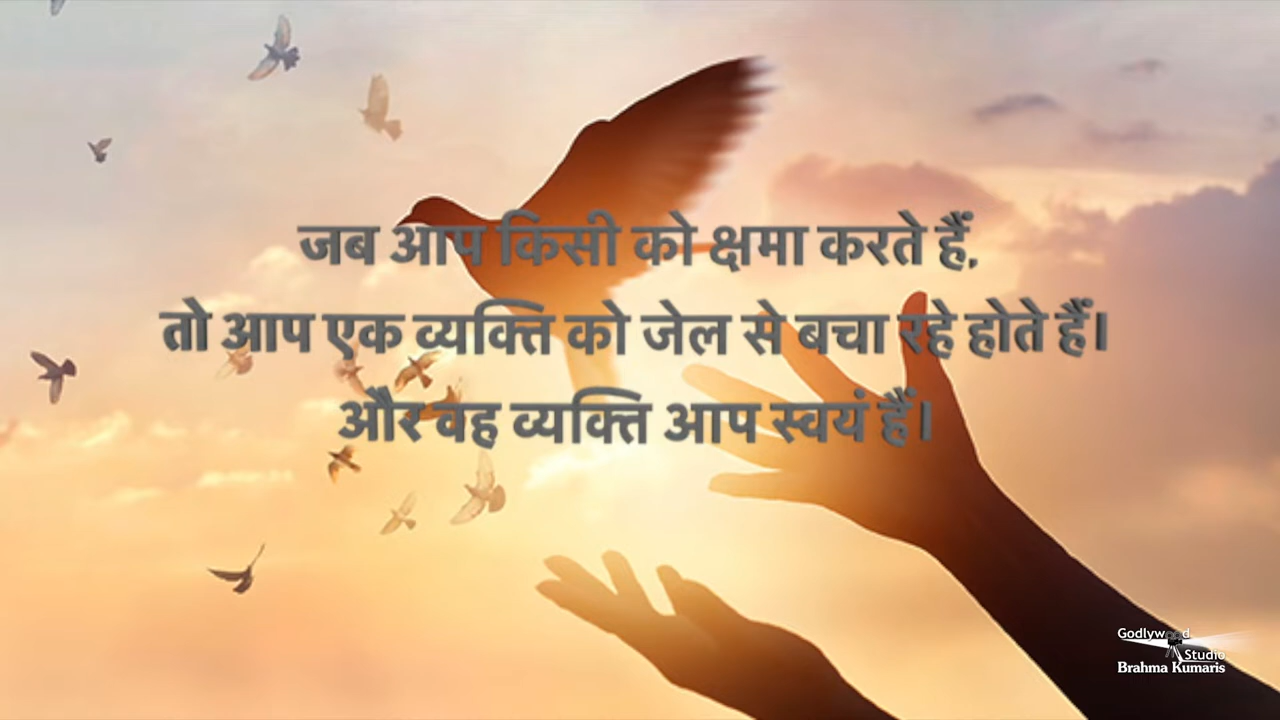 जब आप किसी को क्षमा करते हैं,
तो आप एक व्यक्ति को जेल से बचा रहे होते हैं।
और वह व्यक्ति आप स्वयं हैं।
Godlywood
Studio
Brahma Kumaris